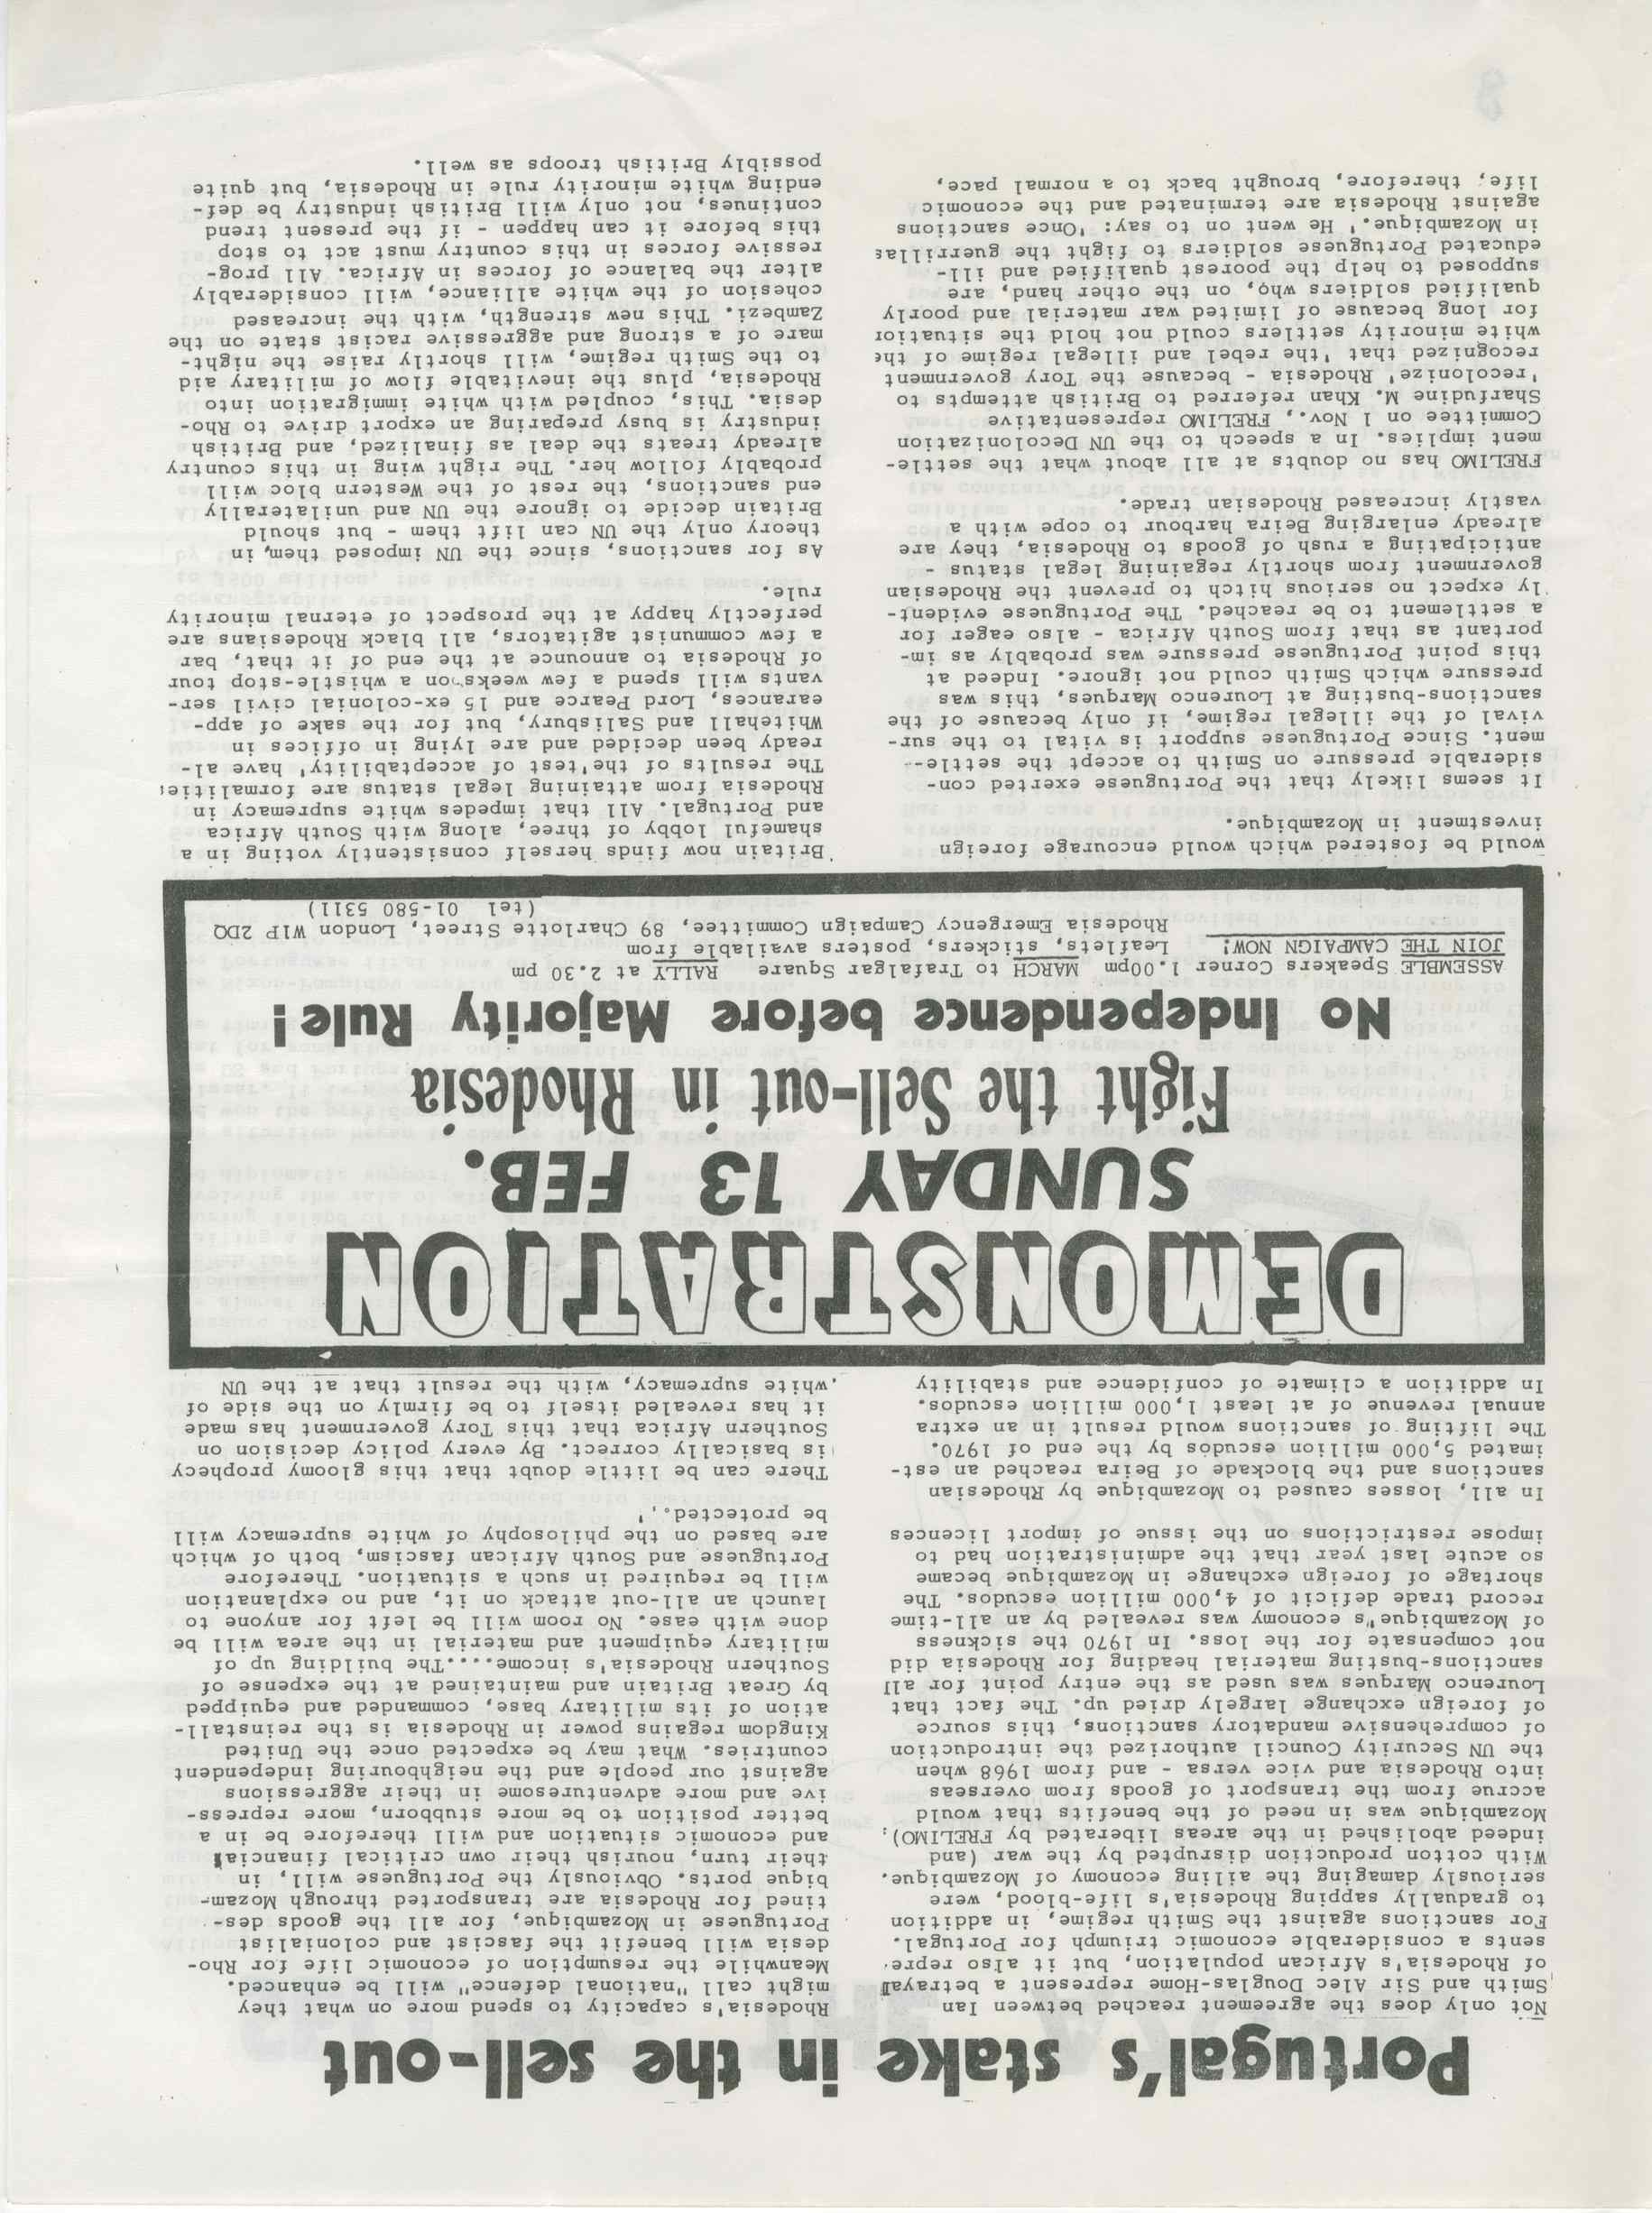 Portugal's stake in the sell-out
Not only does the agreement reached between Ian
Smith and Sir Alec Douglas-Home represent a betrayal
of Rhodesia's African population, but it also repre-
sents a considerable economic triumph for Portugal.
For sanctions against the Smith regime, in addition
to gradually sapping Rhodesia's life-blood, were
seriously damaging the ailing economy of Mozambique.
With cotton production disrupted by the war (and
indeed abolished in the areas liberated by FRELIMO);
Mozambique was in need of the benefits that would
accrue from the transport of goods from overseas
into Rhodesia and vice versa - and from 1968 when
the UN Security Council authorized the introduction
of comprehensive mandatory sanctions, this source
of foreign exchange largely dried up. The fact that
Lourenco Marques was used as the entry point for all
sanctions-busting material heading for Rhodesia did
not compensate for the loss. In 1970 the sickness
of Mozambique's economy was revealed by an all-time
record trade deficit of 4,000 million escudos. The
shortage of foreign exchange in Mozambique became
so acute last year that the administration had to
impose restrictions on the issue of import licences
In all, losses caused to Mozambique by Rhodesian
sanctions and the blockade of Beira reached an est-
imated 5,000 million escudos by the end of 1970.
The lifting of sanctions would result in an extra
annual revenue of at least 1,000 million escudos.
In addition a climate of confidence and stability
would be fostered which would encourage foreign
investment in Mozambique.
It seems likely that the Portuguese exerted con-
siderable pressure on Smith to accept the settle-
ment. Since Portuguese support is vital to the sur-
vival of the illegal regime, if only because of the
sanctions-busting at Lourenco Marques, this was
pressure which Smith could not ignore. Indeed at
this point Portuguese pressure was probably as im-
portant as that from South Africa - also eager for
a settlement to be reached. The Portuguese evident-
ly expect no serious hitch to prevent the Rhodesian
government from shortly regaining legal status -
anticipating a rush of goods to Rhodesia, they are
already enlarging Beira harbour to cope with a
vastly increased Rhodesian trade.
FRELIMO has no doubts at all about what the settle-
ment implies. In a speech to the UN Decolonization
Committee on 1 Nov., FRELIMO representative
Sharfudine M. Khan referred to British attempts to
'recolonize' Rhodesia - because the Tory government
recognized that 'the rebel and illegal regime of the
white minority settlers could not hold the situation
for long because of limited war material and poorly
qualified soldiers who, on the other hand, are
supposed to help the poorest qualified and ill-
educated Portuguese soldiers to fight the guerrillas
in Mozambique.' He went on to say: 'Once sanctions
against Rhodesia are terminated and the economic
life, therefore, brought back to a normal pace,
Rhodesia's capacity to spend more on what they
might call "national defence" will be enhanced.
Meanwhile the resumption of economic life for Rho-
desia will benefit the fascist and colonialist
Portuguese in Mozambique, for all the goods des-
tined for Rhodesia are transported through Mozam-
bique ports. Obviously the Portuguese will, in
their turn, nourish their own critical financial
and economic situation and will therefore be in a
better position to be more stubborn, more repress-
ive and more adventuresome in their aggressions
against our people and the neighbouring independent
countries. What may be expected once the United
Kingdom regains power in Rhodesia is the reinstall-
ation of its military base, commanded and equipped
by Great Britain and maintained at the expense of
Southern Rhodesia's income....The building up of
military equipment and material in the area will be
done with ease. No room will be left for anyone to
launch an all-out attack on it, and no explanation
will be required in such a situation. Therefore
Portuguese and South African fascism, both of which
are based on the philosophy of white supremacy will
be protected.'
There can be little doubt that this gloomy prophecy
is basically correct. By every policy decision on
Southern Africa that this Tory government has made
it has revealed itself to be firmly on the side of
white supremacy, with the result that at the UN
Britain now finds herself consistently voting in a
shameful lobby of three, along with South Africa
and Portugal. All that impedes white supremacy in
Rhodesia from attaining legal status are formalities
The results of the 'test of acceptability' have al-
ready been decided and are lying in offices in
Whitehall and Salisbury, but for the sake of app-
earances, Lord Pearce and 15 ex-colonial civil ser-
vants will spend a few weeks on a whistle-stop tour
of Rhodesia to announce at the end of it that, bar
a few communist agitators, all black Rhodesians are
perfectly happy at the prospect of eternal minority
rule.
As for sanctions, since the UN imposed them, in
theory only the UN can lift them - but should
Britain decide to ignore the UN and unilaterally
end sanctions, the rest of the Western bloc will
probably follow her. The right wing in this country
already treats the deal as finalized, and British
industry is busy preparing an export drive to Rho-
desia. This, coupled with white immigration into
Rhodesia, plus the inevitable flow of military aid
to the Smith regime, will shortly raise the night-
mare of a strong and aggressive racist state on the
Zambezi. This new strength, with the increased
cohesion of the white alliance, will considerably
alter the balance of forces in Africa. All prog-
ressive forces in this country must act to stop
this before it can happen - if the present trend
continues, not only will British industry be def-
ending white minority rule in Rhodesia, but quite
possibly British troops as well.
DEMONSTRATION
SUNDAY 13 FEB.
Fight the Sell-out in Rhodesia
No Independence before Majority Rule!
ASSEMBLE Speakers Corner 1.00pm MARCH to Trafalgar Square RALLY at 2.30 pm
JOIN THE CAMPAIGN NOW! Leaflets, stickers, posters available from
Rhodesia Emergency Campaign Committee, 89 Charlotte Street, London W1P 2DQ
(tel 01-580 5311)